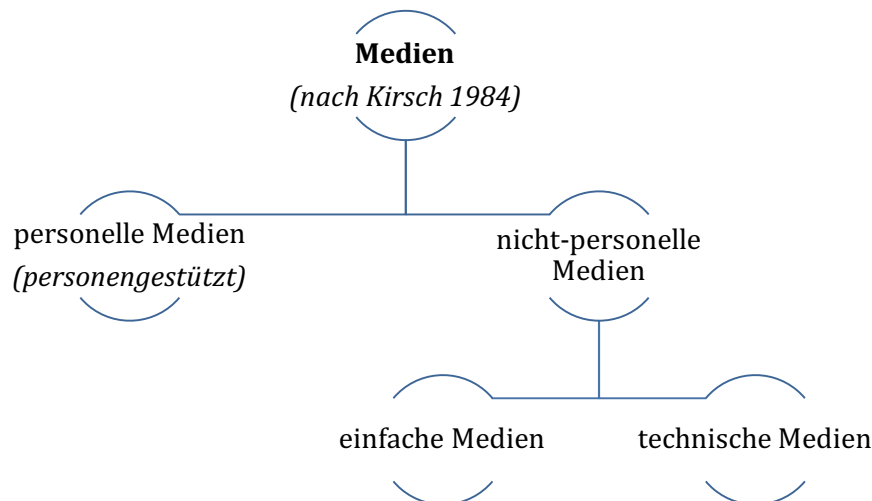 Medien
(nach Kirsch 1984)
personelle Medien
(personengestützt)
nicht-personelle
Medien
einfache Medien
technische Medien